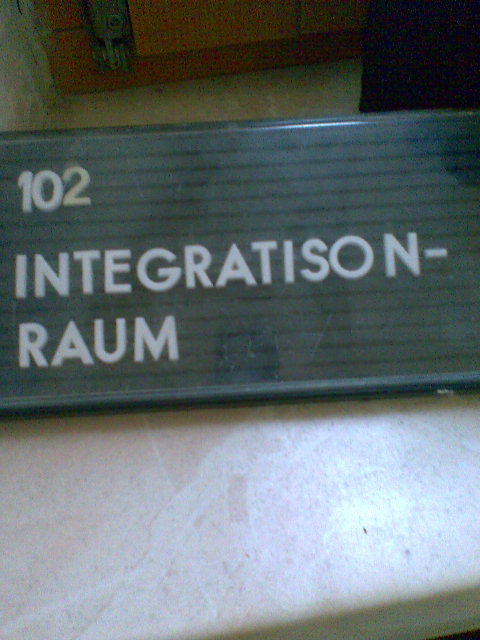 102
INTEGRATISON-
RAUM